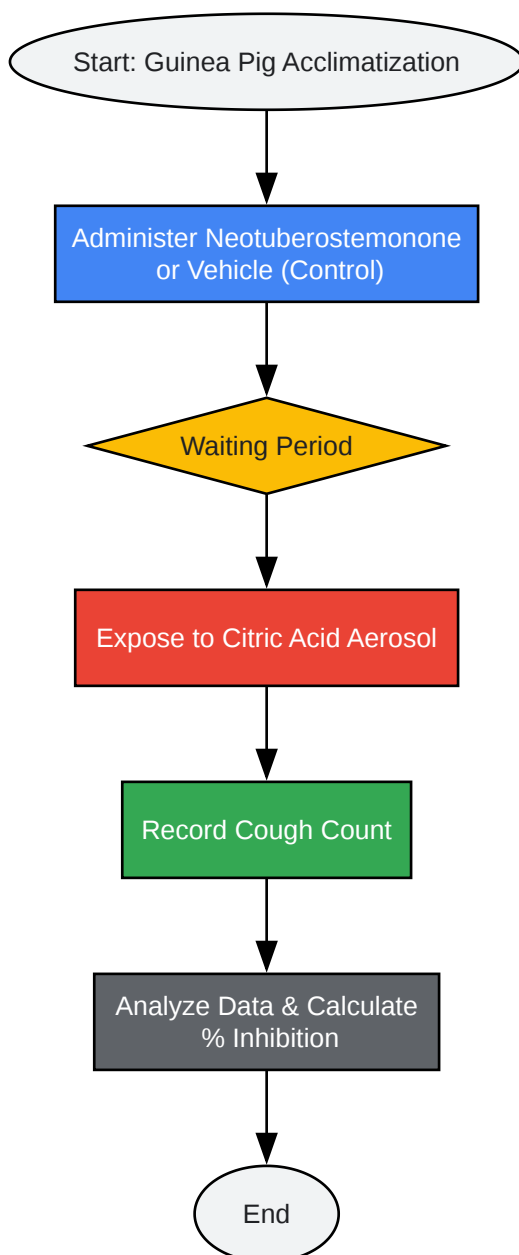 Start: Guinea Pig Acclimatization
Administer Neotuberostemonone
or Vehicle (Control)
Waiting Period
Expose to Citric Acid Aerosol
Record Cough Count
Analyze Data & Calculate
% Inhibition
End